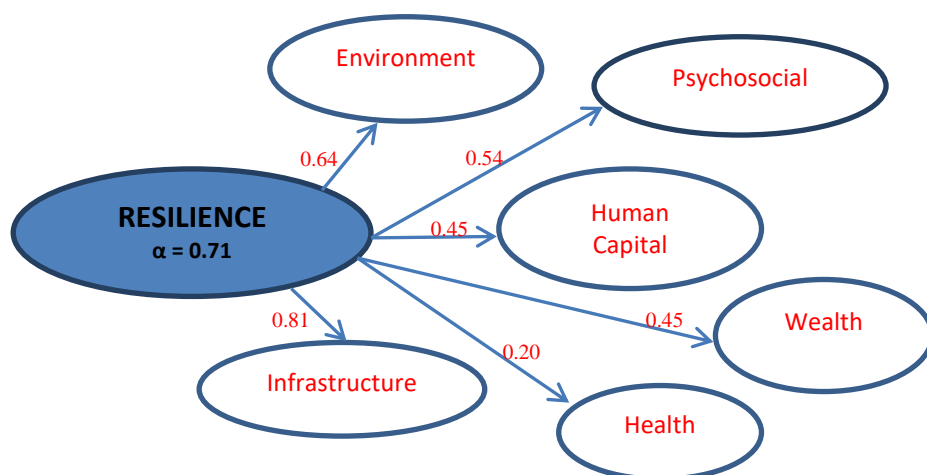 Environment
Psychosocial
0.64
0.54
RESILIENCE
α = 0.71
0.45
Human
Capital
0.81
0.45
Wealth
0.20
Infrastructure
Health